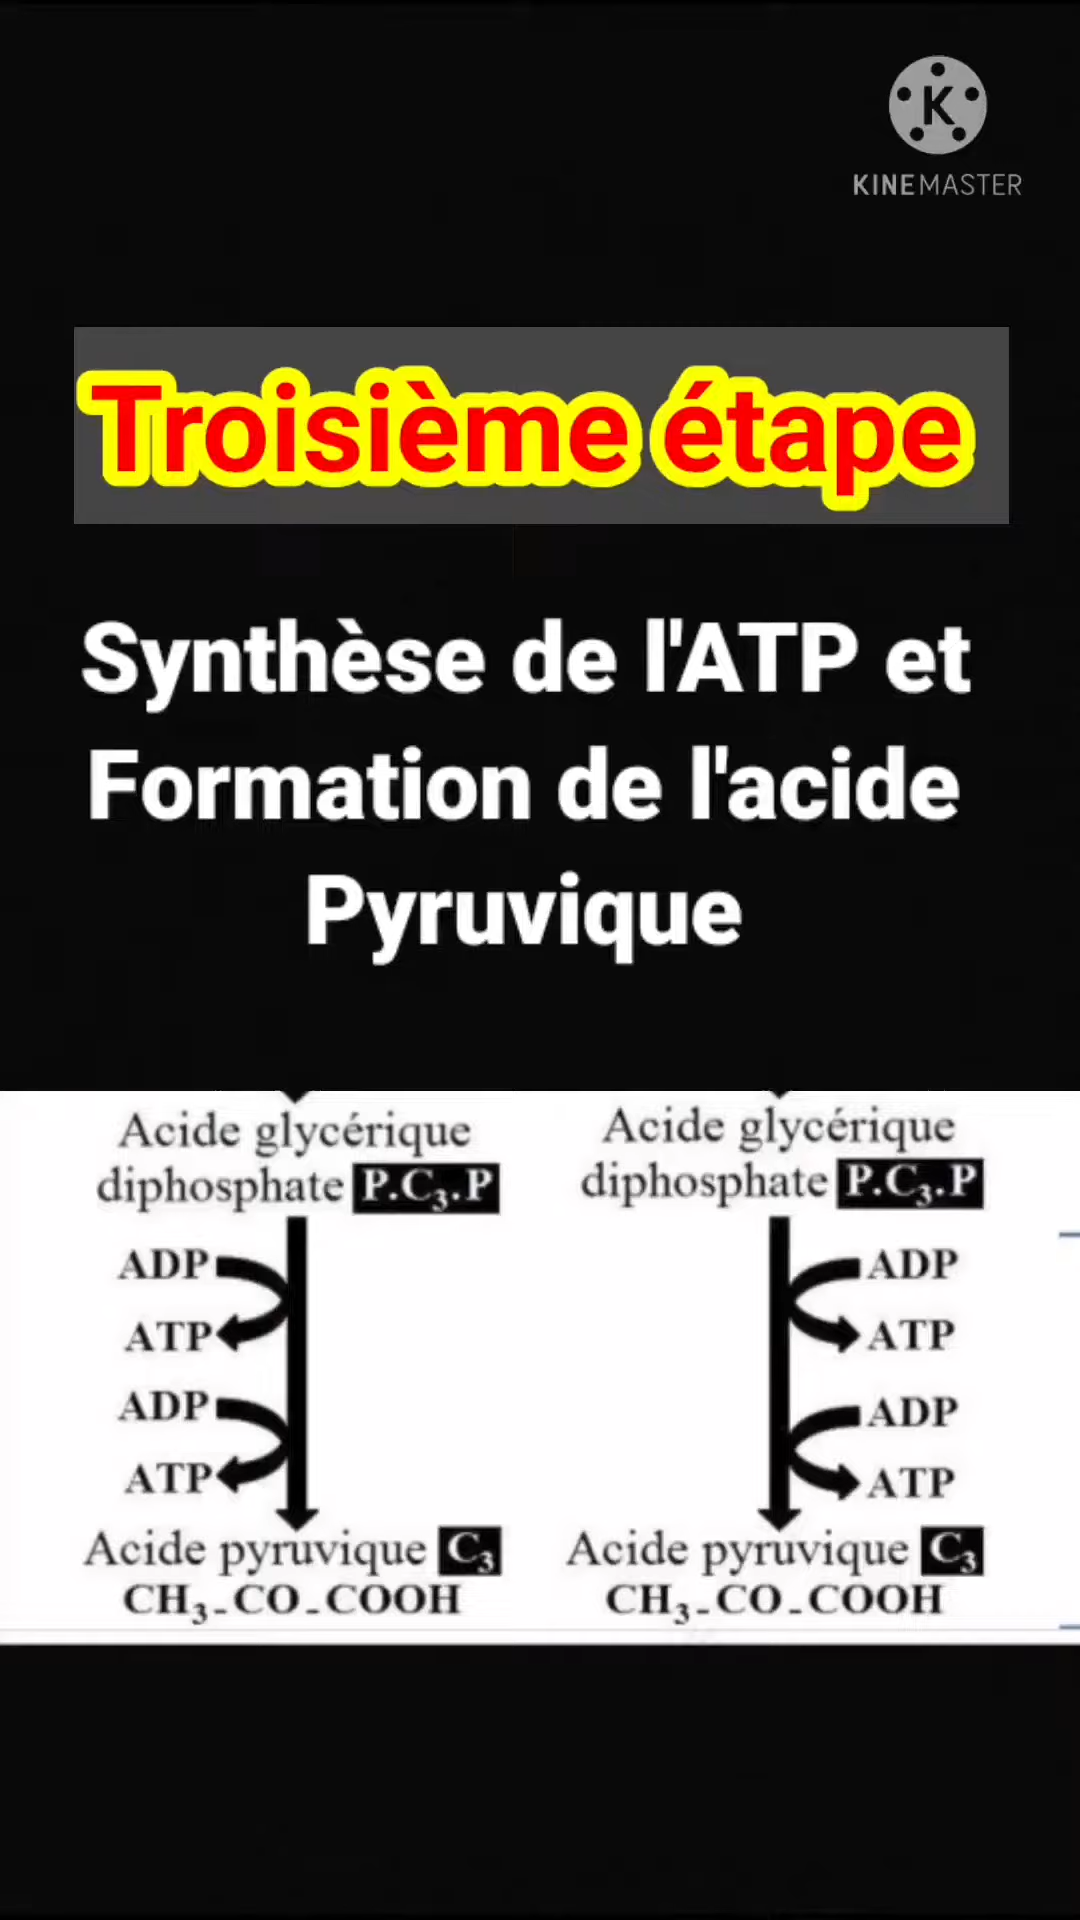 K
KINEMASTER
Troisième étape
Synthèse de l'ATP et
Formation de l'acide
Pyruvique
Acide glycérique
diphosphate P.C₃.P
ADP
ATP
ADP
ATP
Acide pyruvique C₃
CH₃-CO-COOH
Acide glycérique
diphosphate P.C₃.P
ADP
ATP
ADP
ATP
Acide pyruvique C₃
CH₃-CO-COOH